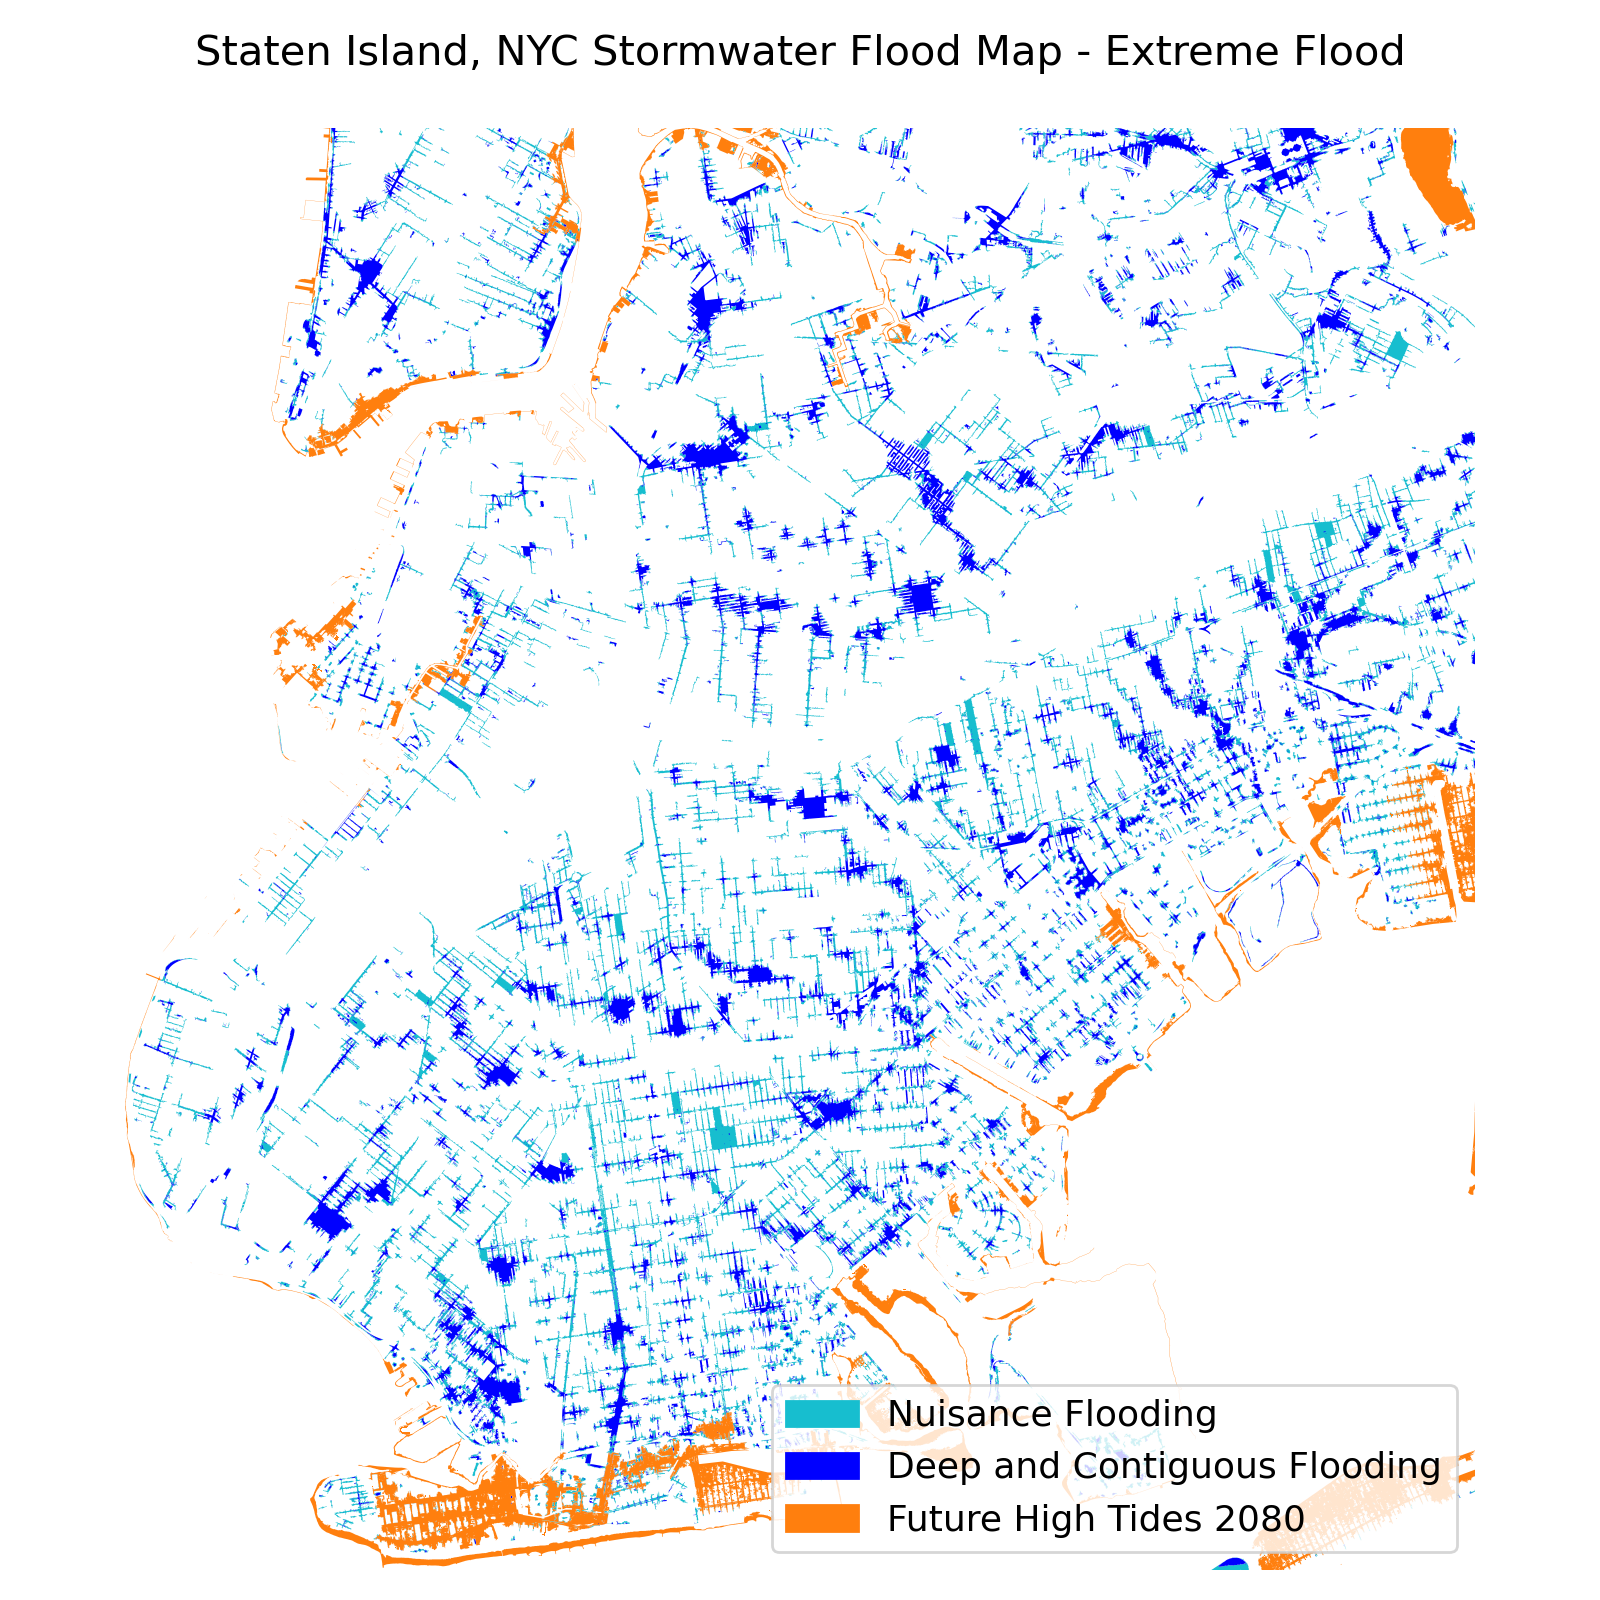 Staten Island, NYC Stormwater Flood Map - Extreme Flood
Nuisance Flooding
Deep and Contiguous Flooding
Future High Tides 2080